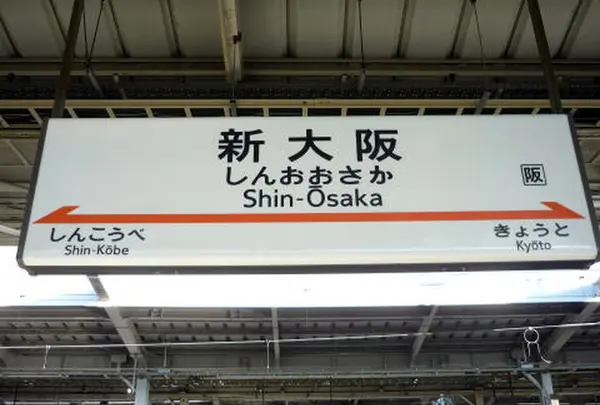 新大阪
しんおおさか
Shin-Ōsaka
阪
しんこうべ
Shin-Kōbe
きょうと
Kyōto